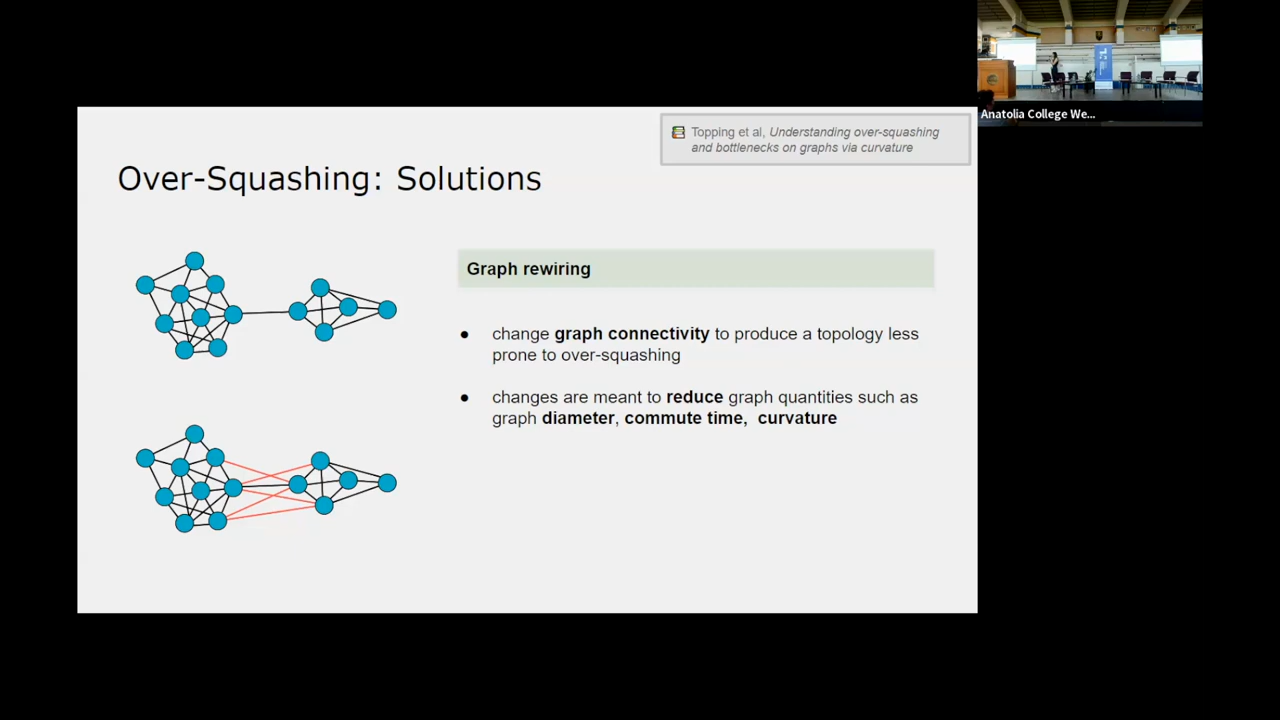 Anatolia College We...
Topping et al, Understanding over-squashing
and bottlenecks on graphs via curvature
Over-Squashing: Solutions
Graph rewiring
● change graph connectivity to produce a topology less
prone to over-squashing
● changes are meant to reduce graph quantities such as
graph diameter, commute time, curvature